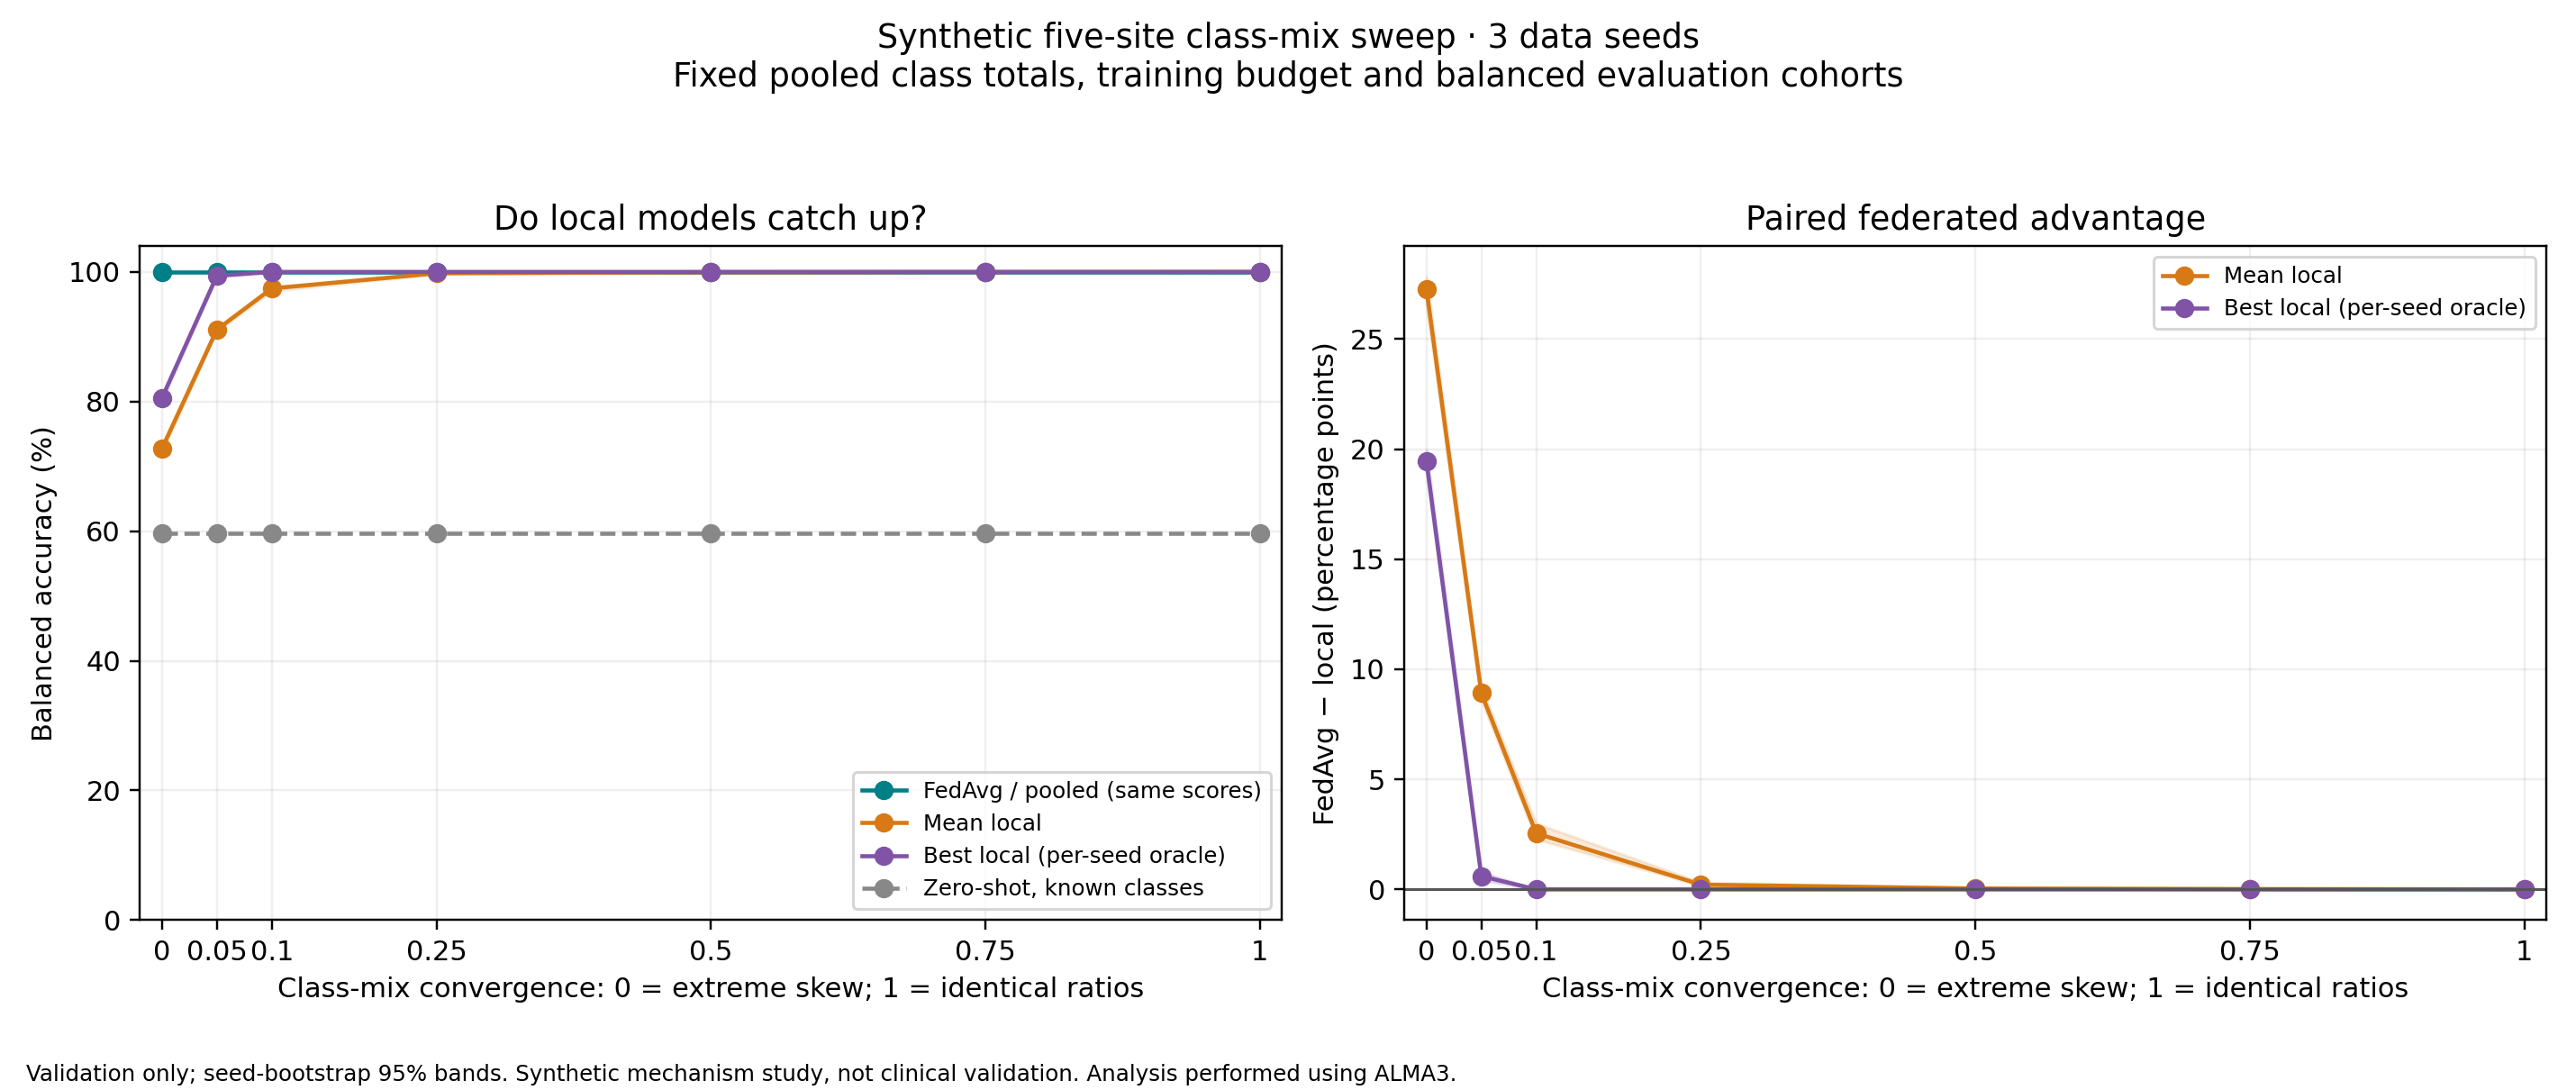 Synthetic five-site class-mix sweep · 3 data seeds
Fixed pooled class totals, training budget and balanced evaluation cohorts
Do local models catch up?
Balanced accuracy (%)
100
80
60
40
20
0
FedAvg / pooled (same scores)
Mean local
Best local (per-seed oracle)
Zero-shot, known classes
0 0.05 0.1 0.25 0.5 0.75 1
Class-mix convergence: 0 = extreme skew; 1 = identical ratios
Paired federated advantage
FedAvg − local (percentage points)
Mean local
Best local (per-seed oracle)
25
20
15
10
5
0
0 0.05 0.1 0.25 0.5 0.75 1
Class-mix convergence: 0 = extreme skew; 1 = identical ratios
Validation only; seed-bootstrap 95% bands. Synthetic mechanism study, not clinical validation. Analysis performed using ALMA3.